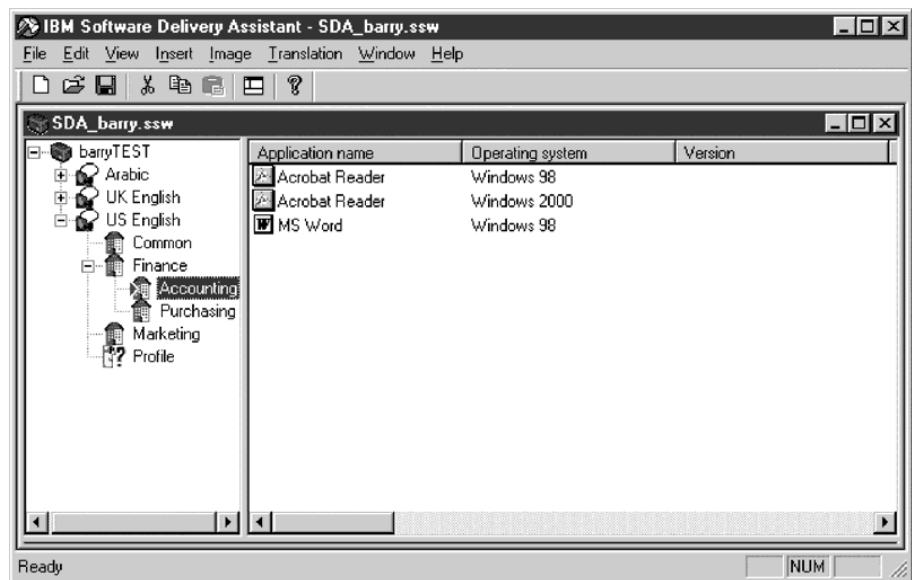 IBM Software Delivery Assistant - SDA_barry.ssw
File Edit View Insert Image Translation Window Help
SDA_barry.ssw
barryTEST
Arabic
UK English
US English
Common
Finance
Accounting
Purchasing
Marketing
Profile
Application name Operating system Version
Acrobat Reader Windows 98
Acrobat Reader Windows 2000
MS Word Windows 98
Ready NUM